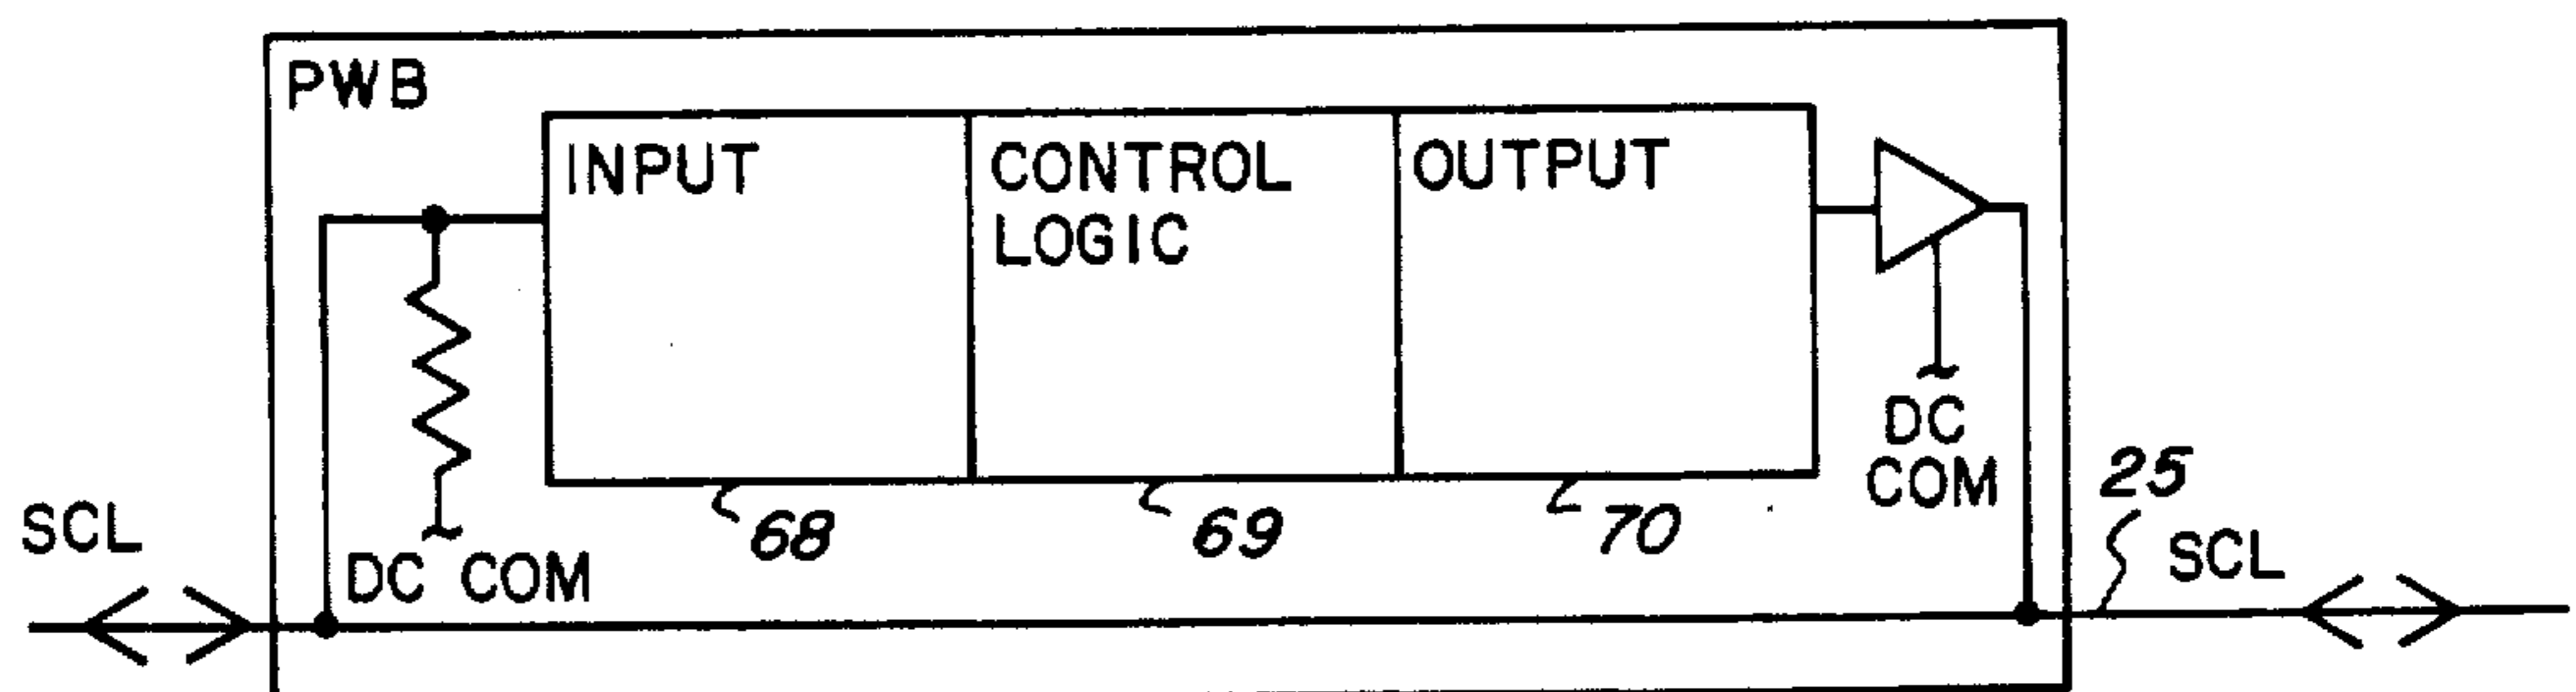 PWB
INPUT
CONTROL
LOGIC
OUTPUT
DC
COM
25
SCL
68
69
70
SCL
DC COM